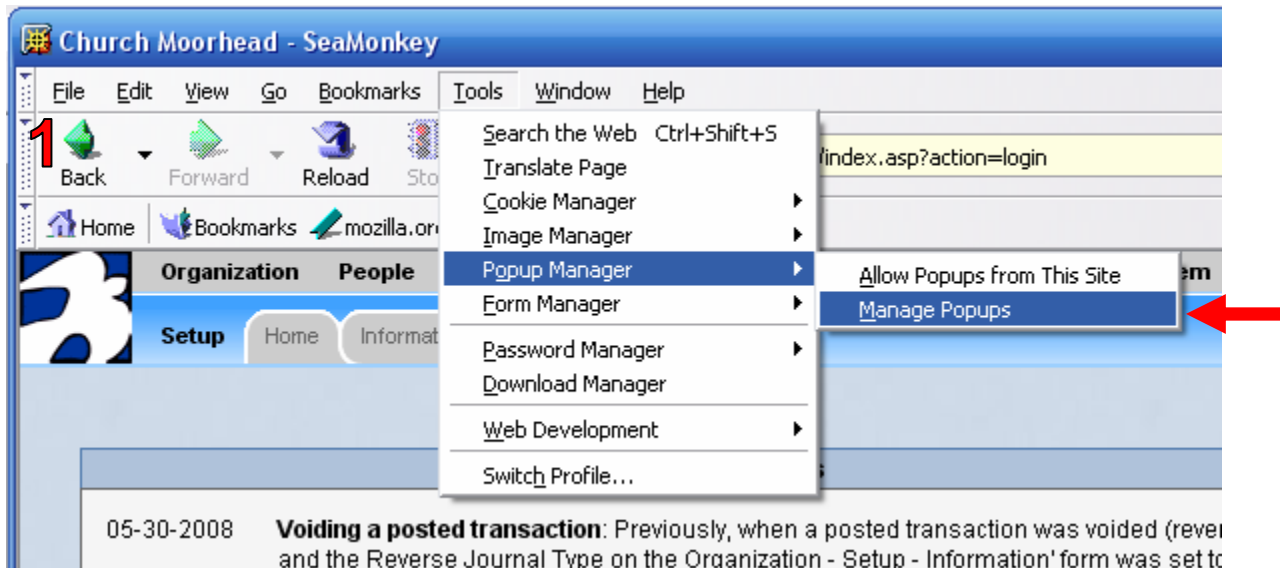 Church Moorhead - SeaMonkey
File Edit View Go Bookmarks Tools Window Help
1
Back Forward Reload
/index.asp?action=login
Home Bookmarks
Search the Web Ctrl+Shift+S
Translate Page
Cookie Manager
Image Manager
Popup Manager
Form Manager
Password Manager
Download Manager
Web Development
Switch Profile...
Allow Popups from This Site
Manage Popups
Organization People
Setup Home
05-30-2008 Voiding a posted transaction: Previously, when a posted transaction was voided
and the Reverse Journal Type on the Organization - Setup - Information' form was set to